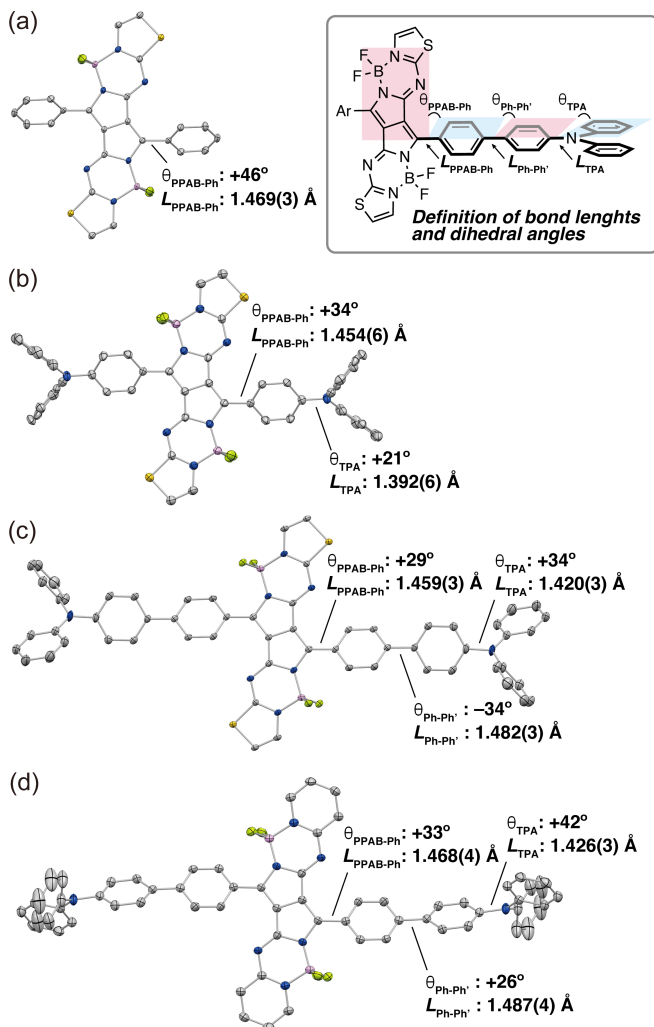 (a)
θPPAB-Ph: +46°
LPPAB-Ph: 1.469(3) Å
S
N
F
B
N
F
N
Ar
N
N
N
B
F
F
S
N
θPPAB-Ph
θPh-Ph'
θTPA
N
LPPAB-Ph
LPh-Ph'
LTPA
Definition of bond lenghts
and dihedral angles
(b)
θPPAB-Ph: +34°
LPPAB-Ph: 1.454(6) Å
θTPA: +21°
LTPA: 1.392(6) Å
(c)
θPPAB-Ph: +29°
LPPAB-Ph: 1.459(3) Å
θTPA: +34°
LTPA: 1.420(3) Å
θPh-Ph' : –34°
LPh-Ph' : 1.482(3) Å
(d)
θPPAB-Ph: +33°
LPPAB-Ph: 1.468(4) Å
θTPA: +42°
LTPA: 1.426(3) Å
θPh-Ph' : +26°
LPh-Ph' : 1.487(4) Å